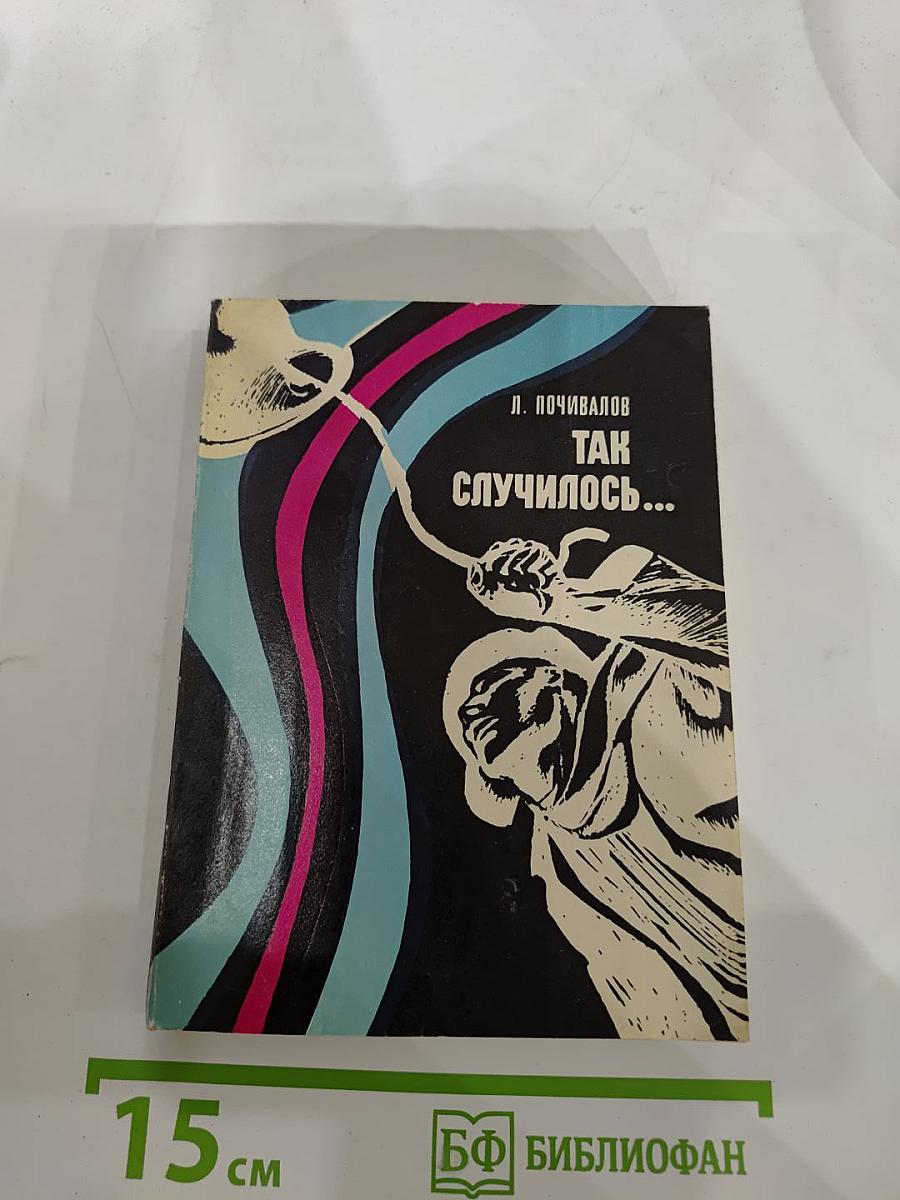 Л. ПОЧИВАЛОВ
ТАК
СЛУЧИЛОСЬ...
15 см
БФ БИБЛИОФАН